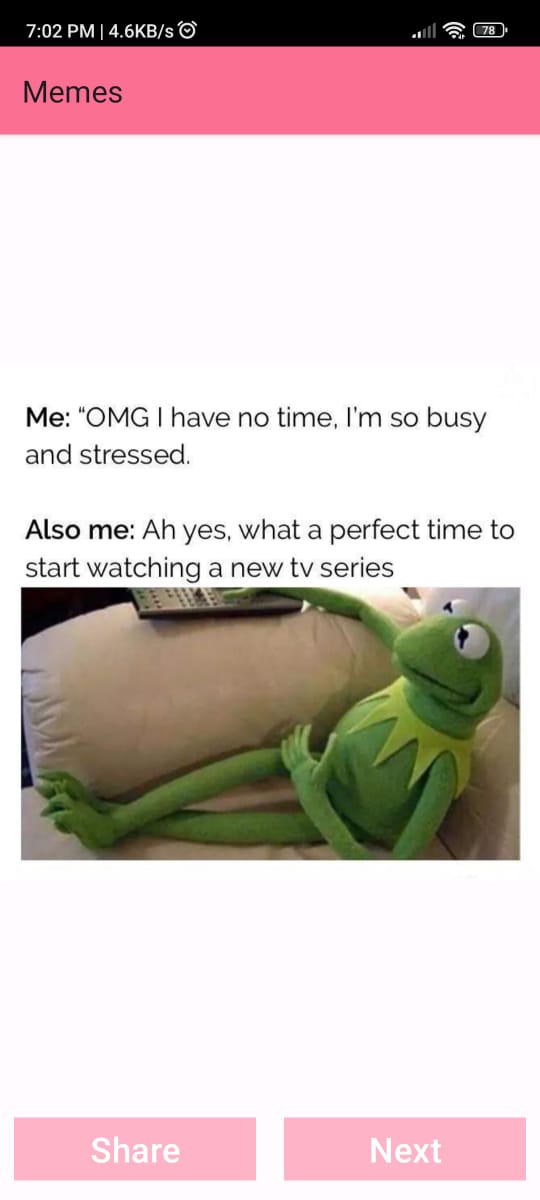 7:02 PM | 4.6KB/s
78
Memes
Me: “OMG I have no time, I'm so busy
and stressed.
Also me: Ah yes, what a perfect time to
start watching a new tv series
Share
Next